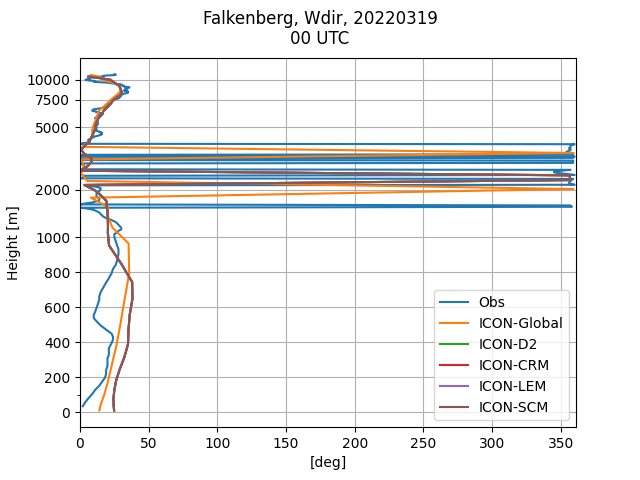 Falkenberg, Wdir, 20220319
00 UTC
10000
7500
5000
2000
1000
800
600
400
200
0
Height [m]
0 50 100 150 200 250 300 350
[deg]
Obs
ICON-Global
ICON-D2
ICON-CRM
ICON-LEM
ICON-SCM